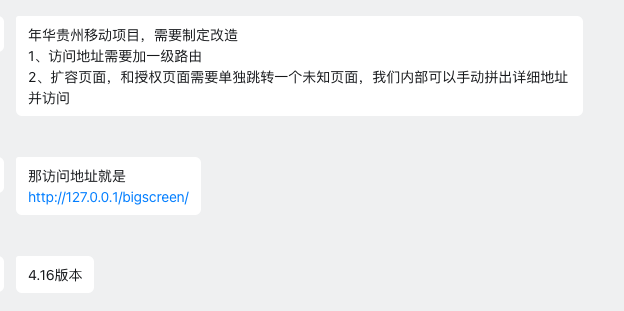 年华贵州移动项目，需要制定改造
1、访问地址需要加一级路由
2、扩容页面，和授权页面需要单独跳转一个未知页面，我们内部可以手动拼出详细地址
并访问
那访问地址就是
http://127.0.0.1/bigscreen/
4.16版本